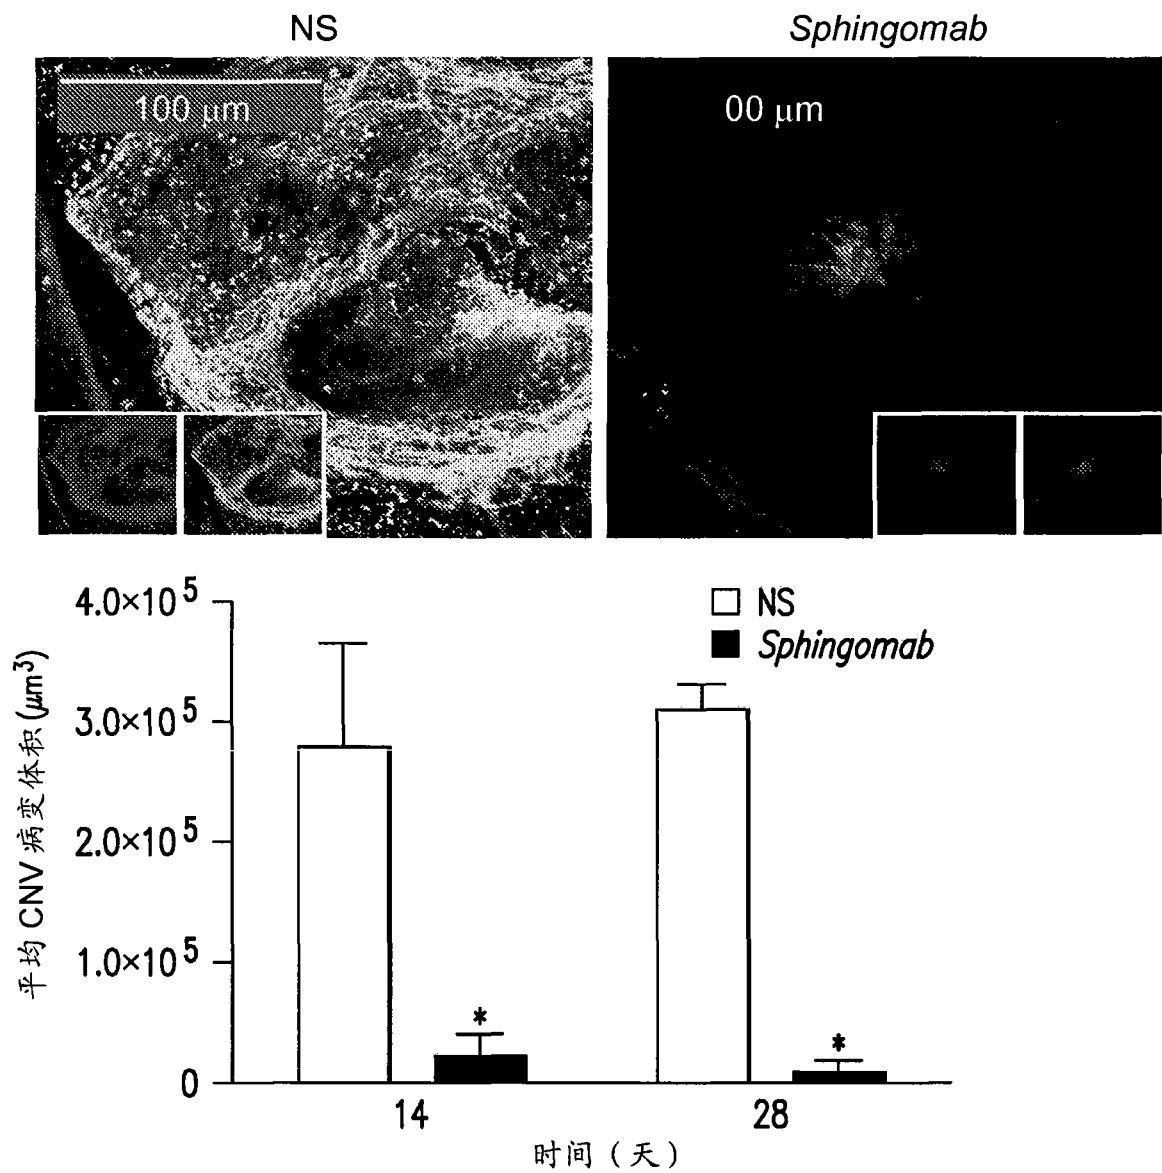 NS
Sphingomab
100 μm
00 μm
4.0×10⁵
3.0×10⁵
2.0×10⁵
1.0×10⁵
0
平均 CNV 病变体积 (μm³)
NS
Sphingomab
*
*
14
28
时间（天）